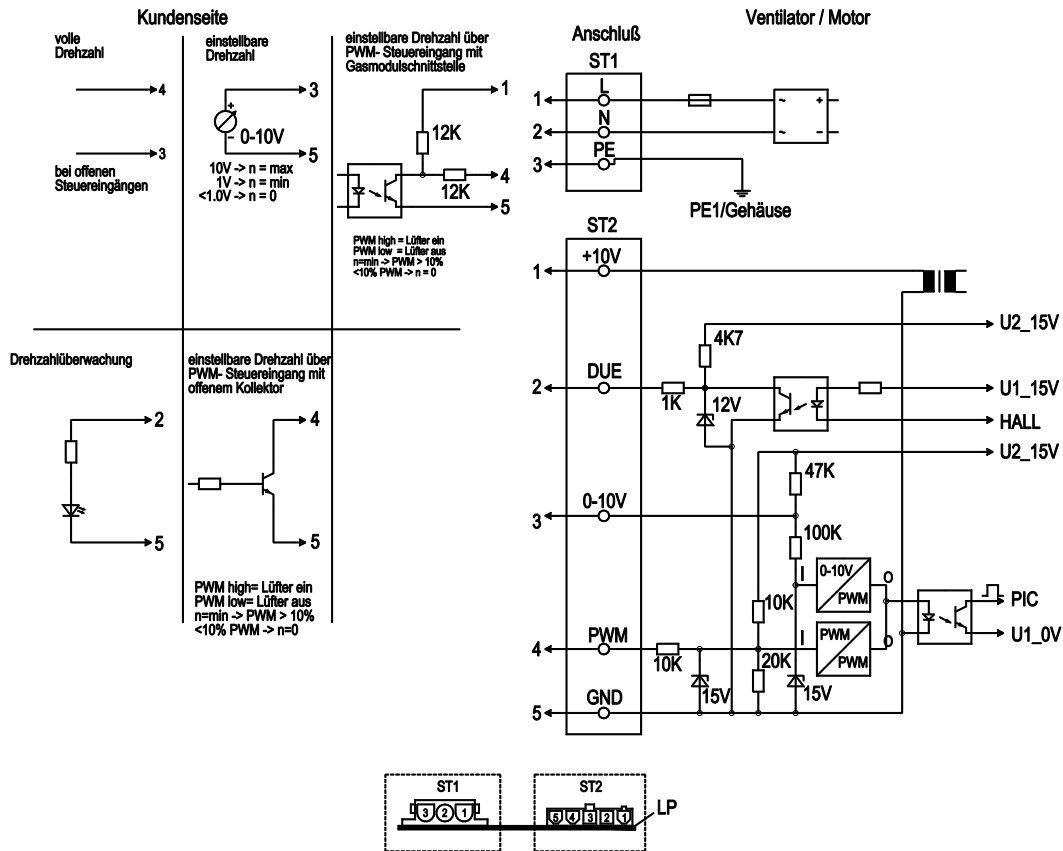 Kundenseite
volle
Drehzahl
4
3
bei offenen
Steuereingängen
einstellbare
Drehzahl
3
+
0-10V
−
5
10V -> n = max
1V -> n = min
<1.0V -> n = 0
einstellbare Drehzahl über
PWM- Steuereingang mit
Gasmodulschnittstelle
1
12K
4
12K
5
PWM high = Lüfter ein
PWM low = Lüfter aus
n=min -> PWM > 10%
<10% PWM -> n = 0
Drehzahlüberwachung
2
5
einstellbare Drehzahl über
PWM- Steuereingang mit
offenem Kollektor
4
5
PWM high= Lüfter ein
PWM low= Lüfter aus
n=min -> PWM > 10%
<10% PWM -> n=0
Ventilator / Motor
Anschluß
ST1
1
L
2
N
3
PE
~ +
~ −
PE1/Gehäuse
ST2
+10V
1
U2_15V
4K7
DUE
2
1K
12V
U1_15V
HALL
U2_15V
47K
0-10V
3
100K
I
0-10V
PWM
O
10K
PIC
PWM
4
10K
20K
I
PWM
PWM
O
U1_0V
15V
15V
GND
5
ST1
3 2 1
ST2
5 4 3 2 1
LP